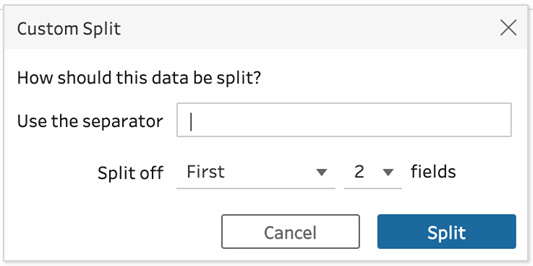 Custom Split
How should this data be split?
Use the separator |
Split off First 2 fields
Cancel Split